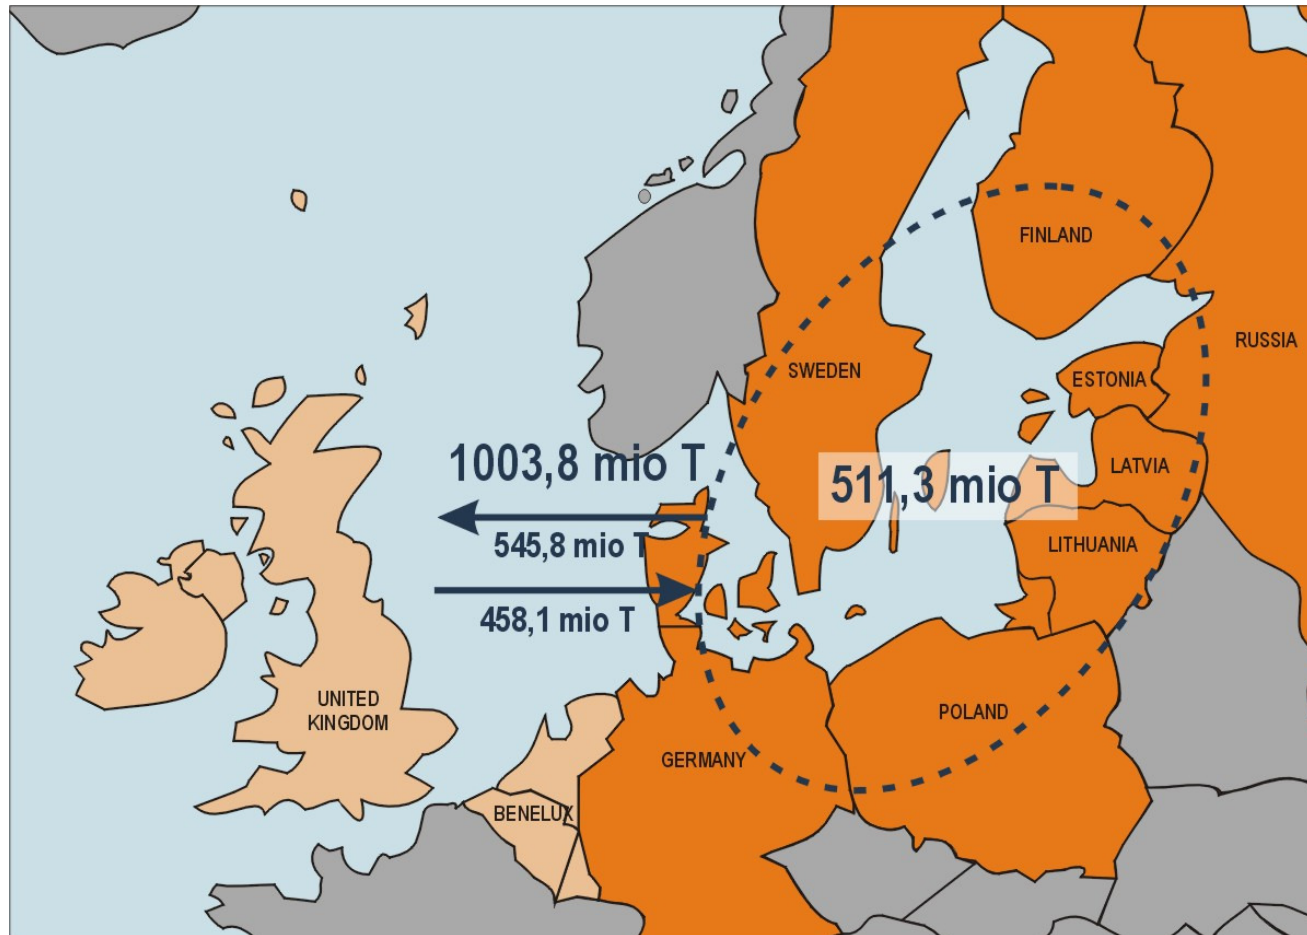 FINLAND
RUSSIA
SWEDEN
ESTONIA
1003,8 mio T
511,3 mio T
LATVIA
545,8 mio T
LITHUANIA
458,1 mio T
UNITED
KINGDOM
POLAND
GERMANY
BENELUX